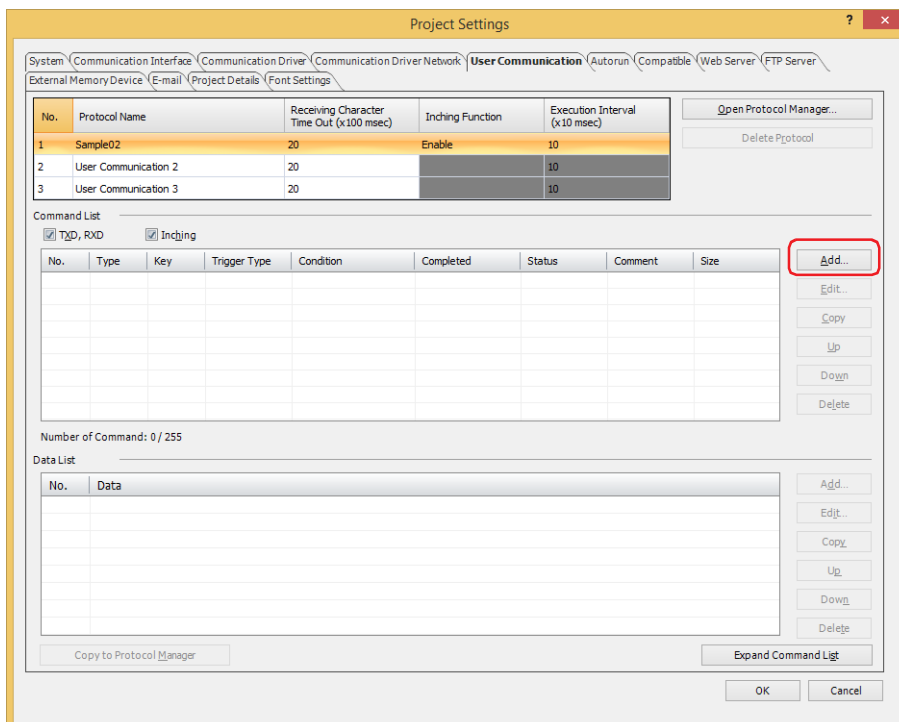 Project Settings
? ×
System Communication Interface Communication Driver Communication Driver Network User Communication Autorun Compatible Web Server FTP Server
External Memory Device E-mail Project Details Font Settings
No. Protocol Name Receiving Character Time Out (x100 msec) Inching Function Execution Interval (x10 msec)
Open Protocol Manager...
1 Sample02 20 Enable 10
Delete Protocol
2 User Communication 2 20 10
3 User Communication 3 20 10
Command List
TXD, RXD Inching
No. Type Key Trigger Type Condition Completed Status Comment Size
Add...
Edit...
Copy
Up
Down
Delete
Number of Command: 0 / 255
Data List
No. Data
Add...
Edit...
Copy
Up
Down
Delete
Copy to Protocol Manager
Expand Command List
OK Cancel